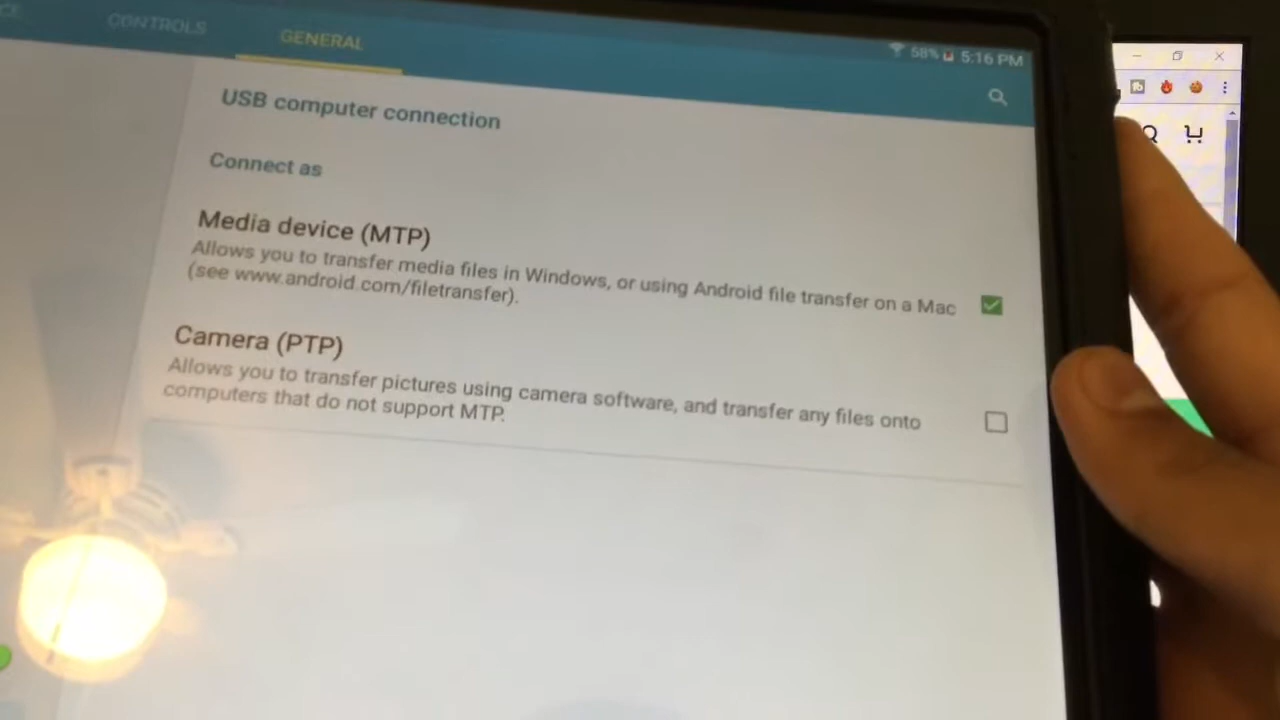 CONTROLS
GENERAL
58% 5:16 PM
USB computer connection
Connect as
Media device (MTP)
Allows you to transfer media files in Windows, or using Android file transfer on a Mac
(see www.android.com/filetransfer).
Camera (PTP)
Allows you to transfer pictures using camera software, and transfer any files onto
computers that do not support MTP.